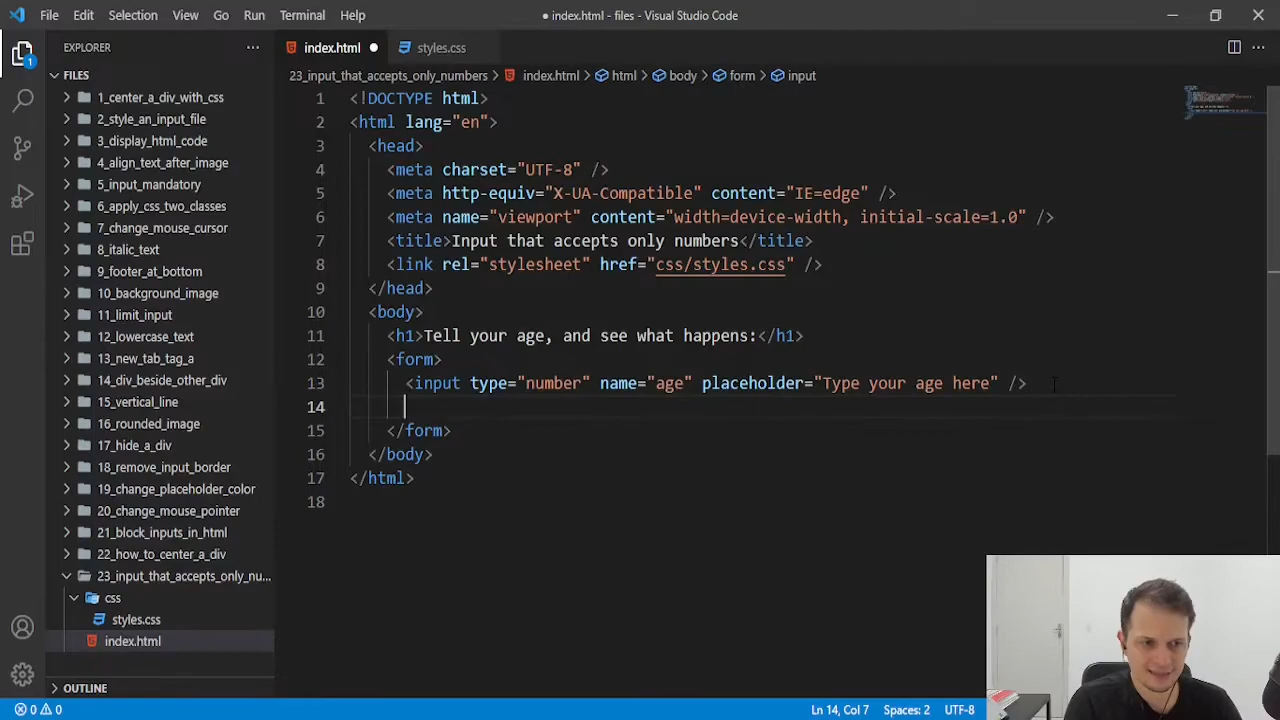 File Edit Selection View Go Run Terminal Help
● index.html - files - Visual Studio Code
EXPLORER
index.html
styles.css
1
FILES
23_input_that_accepts_only_numbers > index.html > html > body > form > input
1_center_a_div_with_css
2_style_an_input_file
3_display_html_code
4_align_text_after_image
5_input_mandatory
6_apply_css_two_classes
7_change_mouse_cursor
8_italic_text
9_footer_at_bottom
10_background_image
11_limit_input
12_lowercase_text
13_new_tab_tag_a
14_div_beside_other_div
15_vertical_line
16_rounded_image
17_hide_a_div
18_remove_input_border
19_change_placeholder_color
20_change_mouse_pointer
21_block_inputs_in_html
22_how_to_center_a_div
23_input_that_accepts_only_nu...
css
styles.css
index.html
OUTLINE
1 <!DOCTYPE html>
2 <html lang="en">
3 <head>
4 <meta charset="UTF-8" />
5 <meta http-equiv="X-UA-Compatible" content="IE=edge" />
6 <meta name="viewport" content="width=device-width, initial-scale=1.0" />
7 <title>Input that accepts only numbers</title>
8 <link rel="stylesheet" href="css/styles.css" />
9 </head>
10 <body>
11 <h1>Tell your age, and see what happens:</h1>
12 <form>
13 <input type="number" name="age" placeholder="Type your age here" />
14
15 </form>
16 </body>
17 </html>
18
0 0
Ln 14, Col 7 Spaces: 2 UTF-8